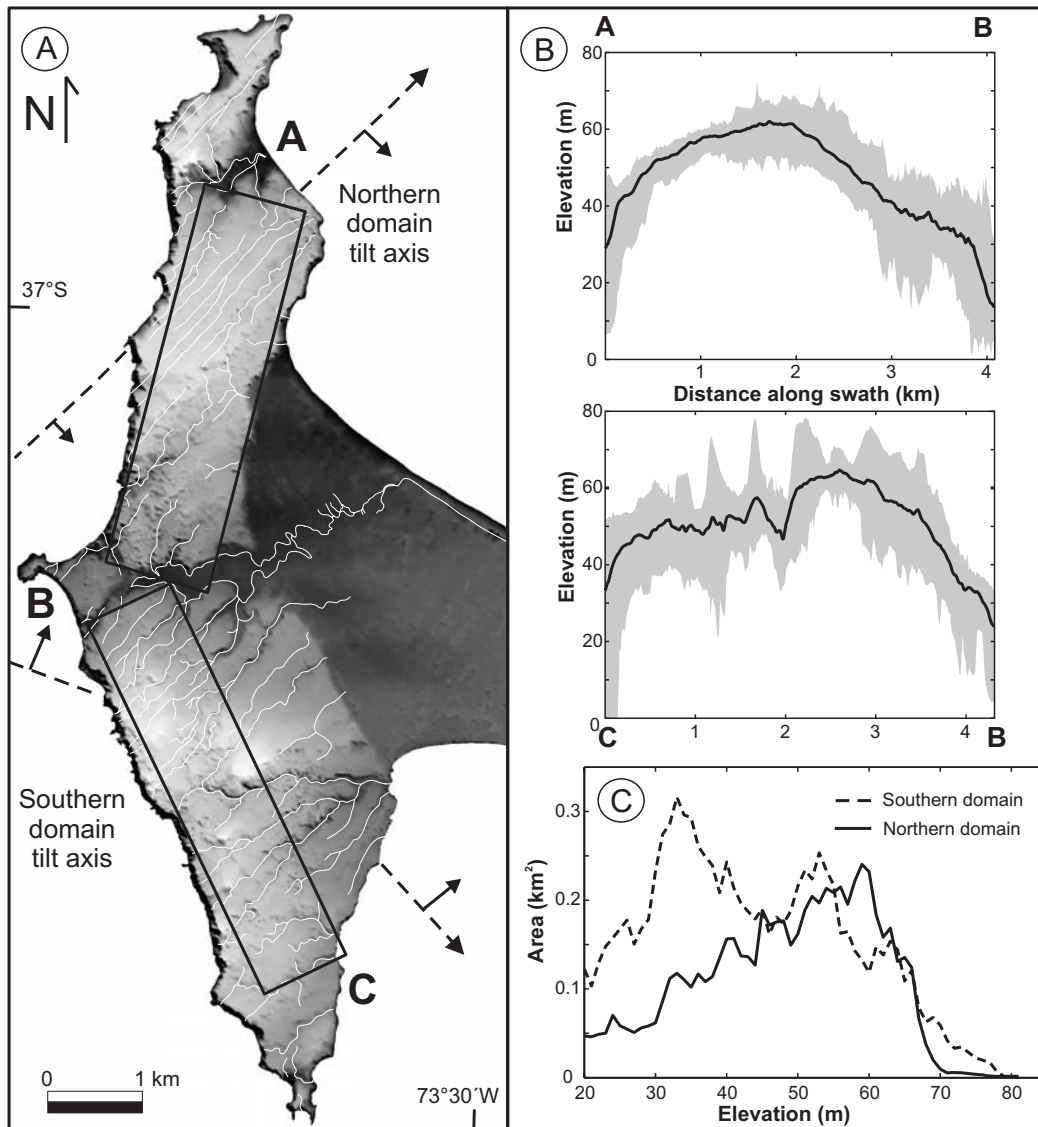 A
N
A
Northern
domain
tilt axis
37°S
B
Southern
domain
tilt axis
C
0 1 km
73°30´W
B
A B
80
60
40
20
0
Elevation (m)
1 2 3 4
Distance along swath (km)
80
60
40
20
0
Elevation (m)
1 2 3 4
C B
C
Southern domain
Northern domain
0.3
0.2
0.1
0
Area (km²)
20 30 40 50 60 70 80
Elevation (m)